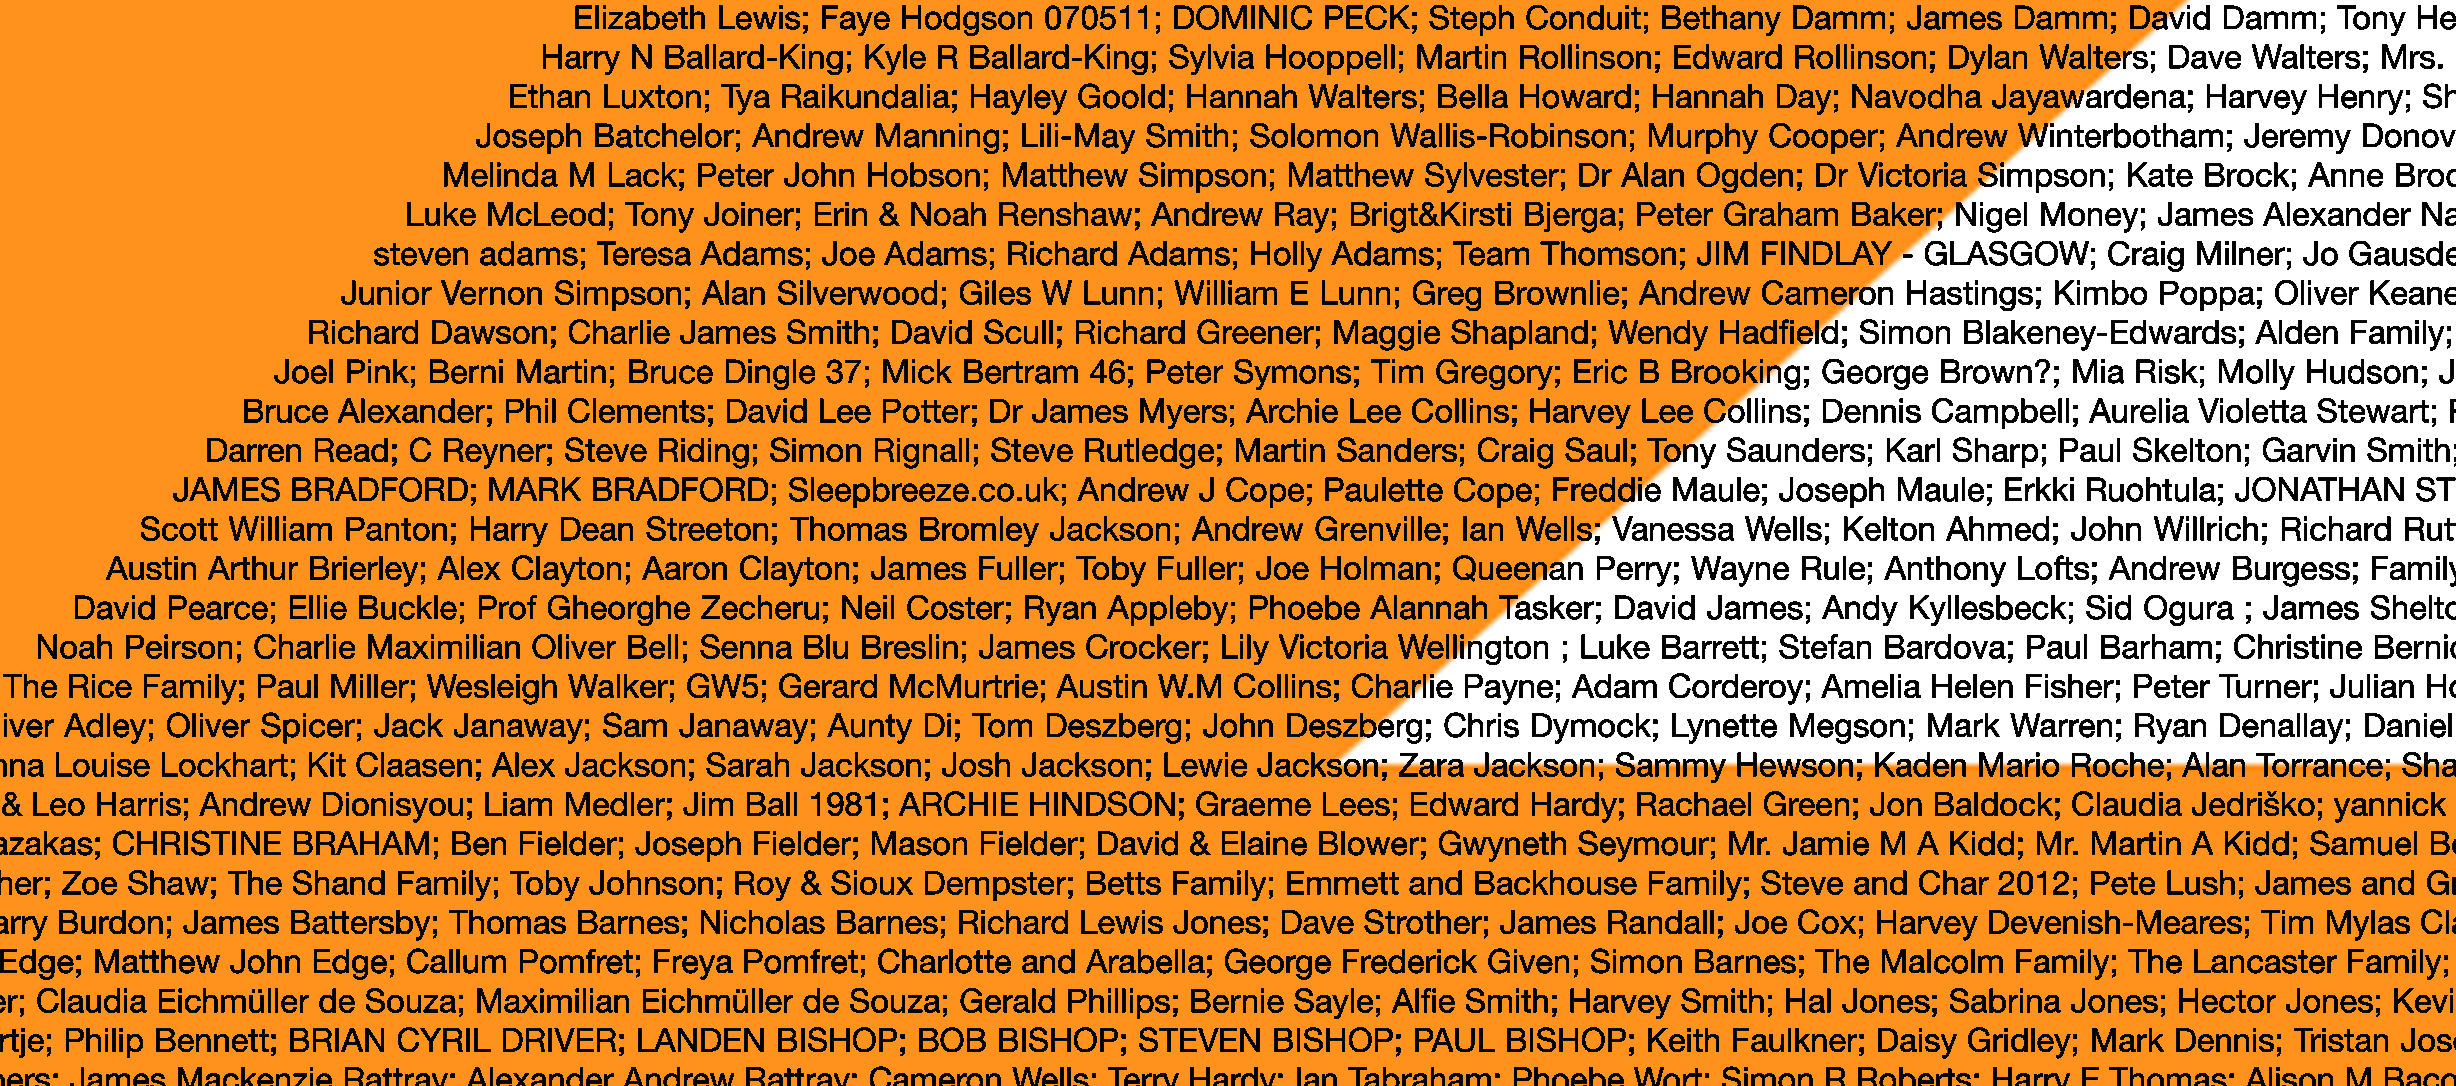 Elizabeth Lewis; Faye Hodgson 070511; DOMINIC PECK; Steph Conduit; Bethany Damm; James Damm; David Damm; Tony He
Harry N Ballard-King; Kyle R Ballard-King; Sylvia Hooppell; Martin Rollinson; Edward Rollinson; Dylan Walters; Dave Walters; Mrs.
Ethan Luxton; Tya Raikundalia; Hayley Goold; Hannah Walters; Bella Howard; Hannah Day; Navodha Jayawardena; Harvey Henry; Sh
Joseph Batchelor; Andrew Manning; Lili-May Smith; Solomon Wallis-Robinson; Murphy Cooper; Andrew Winterbotham; Jeremy Donov
Melinda M Lack; Peter John Hobson; Matthew Simpson; Matthew Sylvester; Dr Alan Ogden; Dr Victoria Simpson; Kate Brock; Anne Broc
Luke McLeod; Tony Joiner; Erin & Noah Renshaw; Andrew Ray; Brigt&Kirsti Bjerga; Peter Graham Baker; Nigel Money; James Alexander Na
steven adams; Teresa Adams; Joe Adams; Richard Adams; Holly Adams; Team Thomson; JIM FINDLAY - GLASGOW; Craig Milner; Jo Gausde
Junior Vernon Simpson; Alan Silverwood; Giles W Lunn; William E Lunn; Greg Brownlie; Andrew Cameron Hastings; Kimbo Poppa; Oliver Keane
Richard Dawson; Charlie James Smith; David Scull; Richard Greener; Maggie Shapland; Wendy Hadfield; Simon Blakeney-Edwards; Alden Family;
Joel Pink; Berni Martin; Bruce Dingle 37; Mick Bertram 46; Peter Symons; Tim Gregory; Eric B Brooking; George Brown?; Mia Risk; Molly Hudson; J
Bruce Alexander; Phil Clements; David Lee Potter; Dr James Myers; Archie Lee Collins; Harvey Lee Collins; Dennis Campbell; Aurelia Violetta Stewart;
Darren Read; C Reyner; Steve Riding; Simon Rignall; Steve Rutledge; Martin Sanders; Craig Saul; Tony Saunders; Karl Sharp; Paul Skelton; Garvin Smith;
JAMES BRADFORD; MARK BRADFORD; Sleepbreeze.co.uk; Andrew J Cope; Paulette Cope; Freddie Maule; Joseph Maule; Erkki Ruohtula; JONATHAN ST
Scott William Panton; Harry Dean Streeton; Thomas Bromley Jackson; Andrew Grenville; Ian Wells; Vanessa Wells; Kelton Ahmed; John Willrich; Richard Rut
Austin Arthur Brierley; Alex Clayton; Aaron Clayton; James Fuller; Toby Fuller; Joe Holman; Queenan Perry; Wayne Rule; Anthony Lofts; Andrew Burgess; Family
David Pearce; Ellie Buckle; Prof Gheorghe Zecheru; Neil Coster; Ryan Appleby; Phoebe Alannah Tasker; David James; Andy Kyllesbeck; Sid Ogura ; James Shelto
Noah Peirson; Charlie Maximilian Oliver Bell; Senna Blu Breslin; James Crocker; Lily Victoria Wellington ; Luke Barrett; Stefan Bardova; Paul Barham; Christine Bernic
The Rice Family; Paul Miller; Wesleigh Walker; GW5; Gerard McMurtrie; Austin W.M Collins; Charlie Payne; Adam Corderoy; Amelia Helen Fisher; Peter Turner; Julian Ho
iver Adley; Oliver Spicer; Jack Janaway; Sam Janaway; Aunty Di; Tom Deszberg; John Deszberg; Chris Dymock; Lynette Megson; Mark Warren; Ryan Denallay; Daniel
nna Louise Lockhart; Kit Claasen; Alex Jackson; Sarah Jackson; Josh Jackson; Lewie Jackson; Zara Jackson; Sammy Hewson; Kaden Mario Roche; Alan Torrance; Sha
& Leo Harris; Andrew Dionisyou; Liam Medler; Jim Ball 1981; ARCHIE HINDSON; Graeme Lees; Edward Hardy; Rachael Green; Jon Baldock; Claudia Jedriško; yannick
azakas; CHRISTINE BRAHAM; Ben Fielder; Joseph Fielder; Mason Fielder; David & Elaine Blower; Gwyneth Seymour; Mr. Jamie M A Kidd; Mr. Martin A Kidd; Samuel Be
her; Zoe Shaw; The Shand Family; Toby Johnson; Roy & Sioux Dempster; Betts Family; Emmett and Backhouse Family; Steve and Char 2012; Pete Lush; James and Gr
arry Burdon; James Battersby; Thomas Barnes; Nicholas Barnes; Richard Lewis Jones; Dave Strother; James Randall; Joe Cox; Harvey Devenish-Meares; Tim Mylas Cla
Edge; Matthew John Edge; Callum Pomfret; Freya Pomfret; Charlotte and Arabella; George Frederick Given; Simon Barnes; The Malcolm Family; The Lancaster Family;
er; Claudia Eichmüller de Souza; Maximilian Eichmüller de Souza; Gerald Phillips; Bernie Sayle; Alfie Smith; Harvey Smith; Hal Jones; Sabrina Jones; Hector Jones; Kevi
rtje; Philip Bennett; BRIAN CYRIL DRIVER; LANDEN BISHOP; BOB BISHOP; STEVEN BISHOP; PAUL BISHOP; Keith Faulkner; Daisy Gridley; Mark Dennis; Tristan Jose
ners; James Mackenzie Rattray; Alexander Andrew Rattray; Cameron Wells; Terry Hardy; Ian Tabraham; Phoebe Wort; Simon R Roberts; Harry F Thomas; Alison M Raco